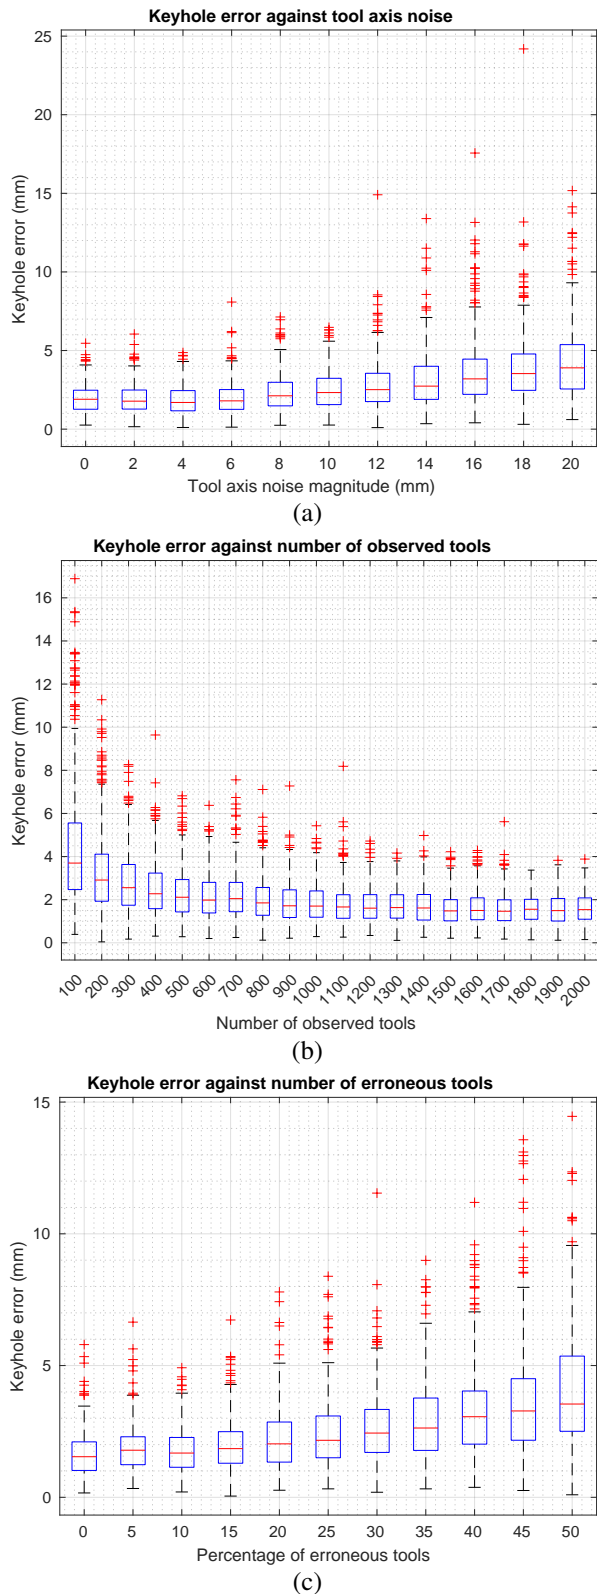 Keyhole error against tool axis noise
25
20
15
10
5
0
Keyhole error (mm)
0 2 4 6 8 10 12 14 16 18 20
Tool axis noise magnitude (mm)
(a)
Keyhole error against number of observed tools
16
14
12
10
8
6
4
2
0
Keyhole error (mm)
100 200 300 400 500 600 700 800 900 1000 1100 1200 1300 1400 1500 1600 1700 1800 1900 2000
Number of observed tools
(b)
Keyhole error against number of erroneous tools
15
10
5
0
Keyhole error (mm)
0 5 10 15 20 25 30 35 40 45 50
Percentage of erroneous tools
(c)